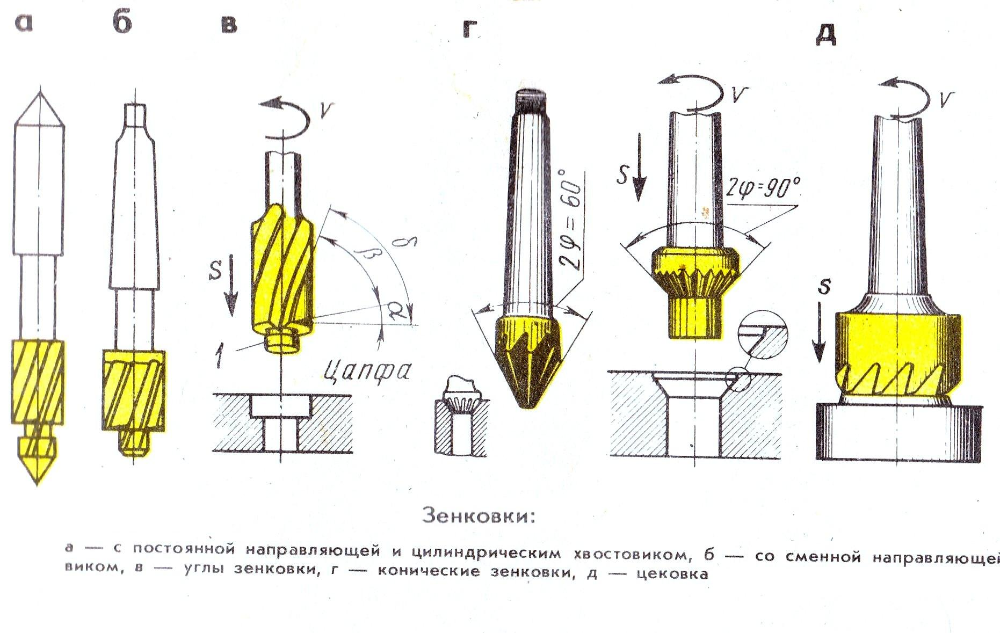 а б в г д
V
V
V
S
S
S
δ
β
α
1
Цапфа
2φ = 60°
2φ=90°
Зенковки:
а — с постоянной направляющей и цилиндрическим хвостовиком, б — со сменной направляющей
виком, в — углы зенковки, г — конические зенковки, д — цековка